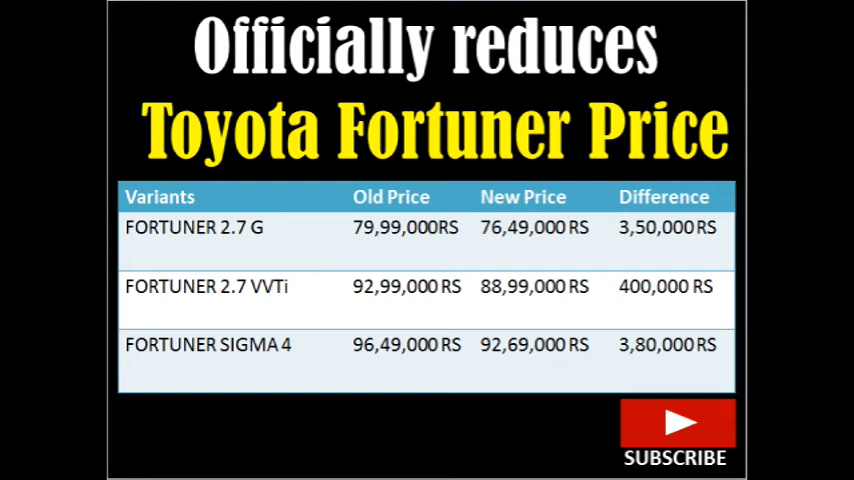 Officially reduces
Toyota Fortuner Price
Variants Old Price New Price Difference
FORTUNER 2.7 G 79,99,000RS 76,49,000 RS 3,50,000 RS
FORTUNER 2.7 VVTi 92,99,000 RS 88,99,000 RS 400,000 RS
FORTUNER SIGMA 4 96,49,000 RS 92,69,000 RS 3,80,000 RS
SUBSCRIBE